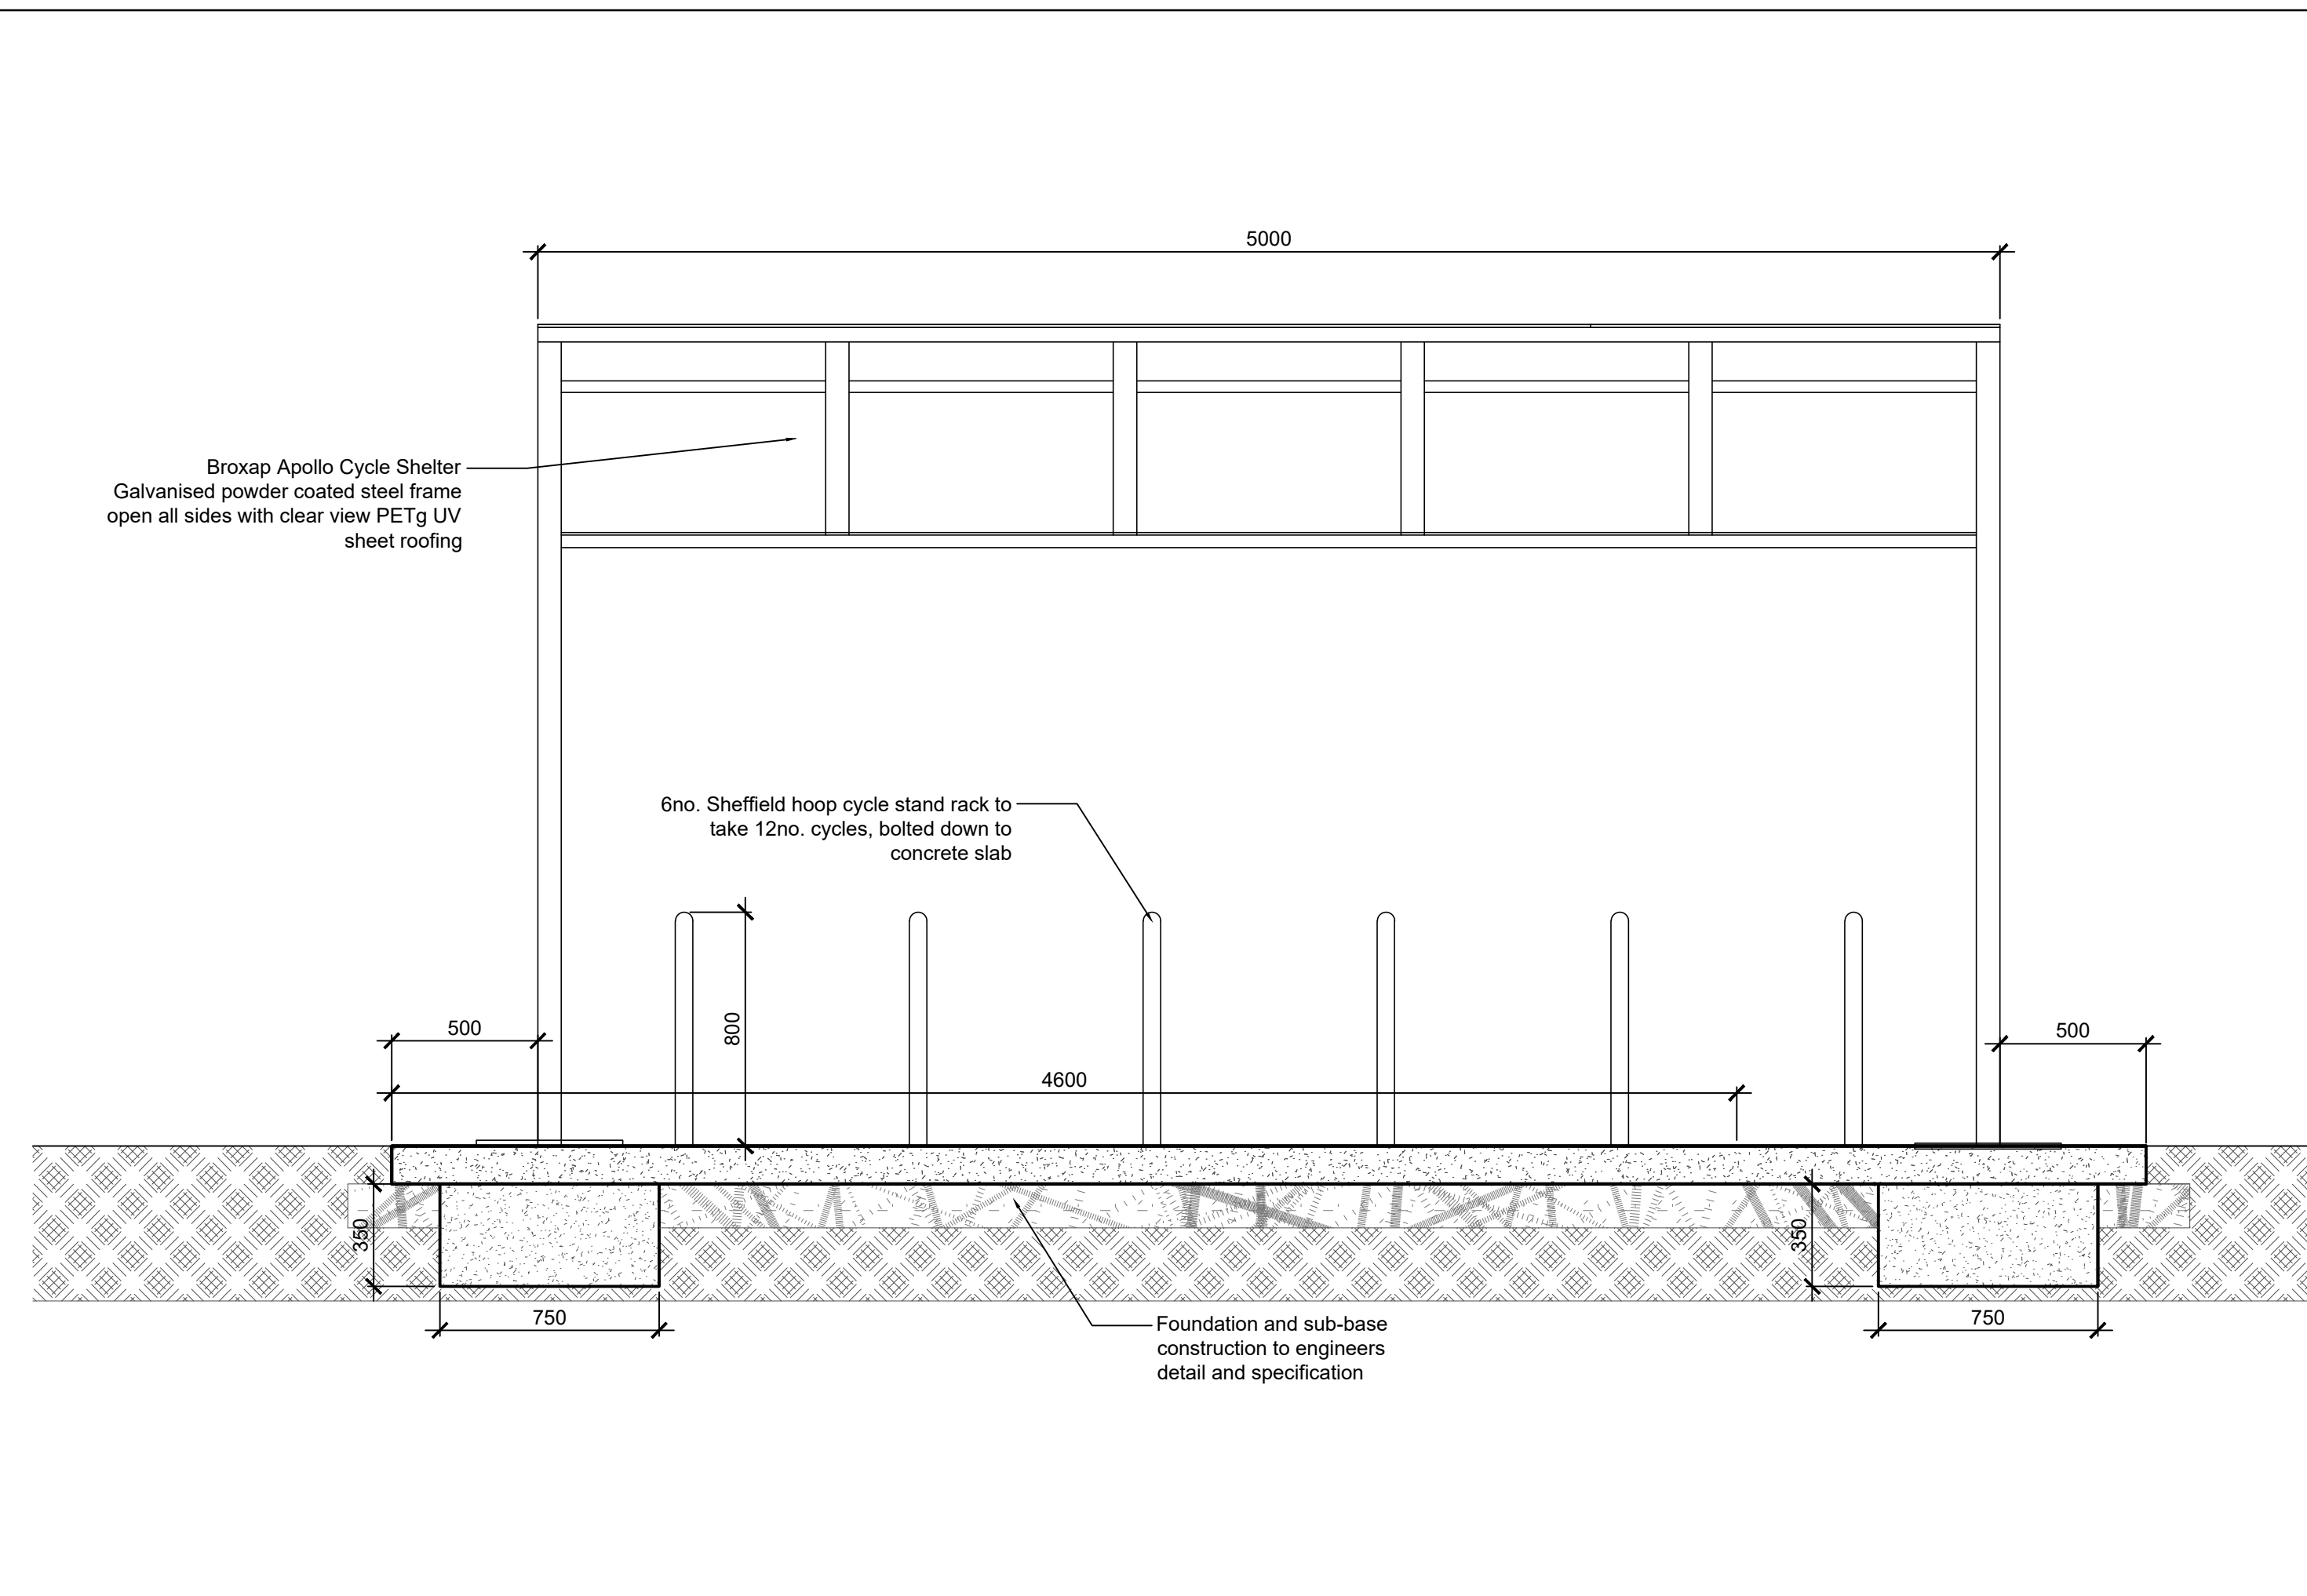 5000
Broxap Apollo Cycle Shelter
Galvanised powder coated steel frame
open all sides with clear view PETg UV
sheet roofing
6no. Sheffield hoop cycle stand rack to
take 12no. cycles, bolted down to
concrete slab
500
800
500
4600
350
350
750
750
Foundation and sub-base
construction to engineers
detail and specification